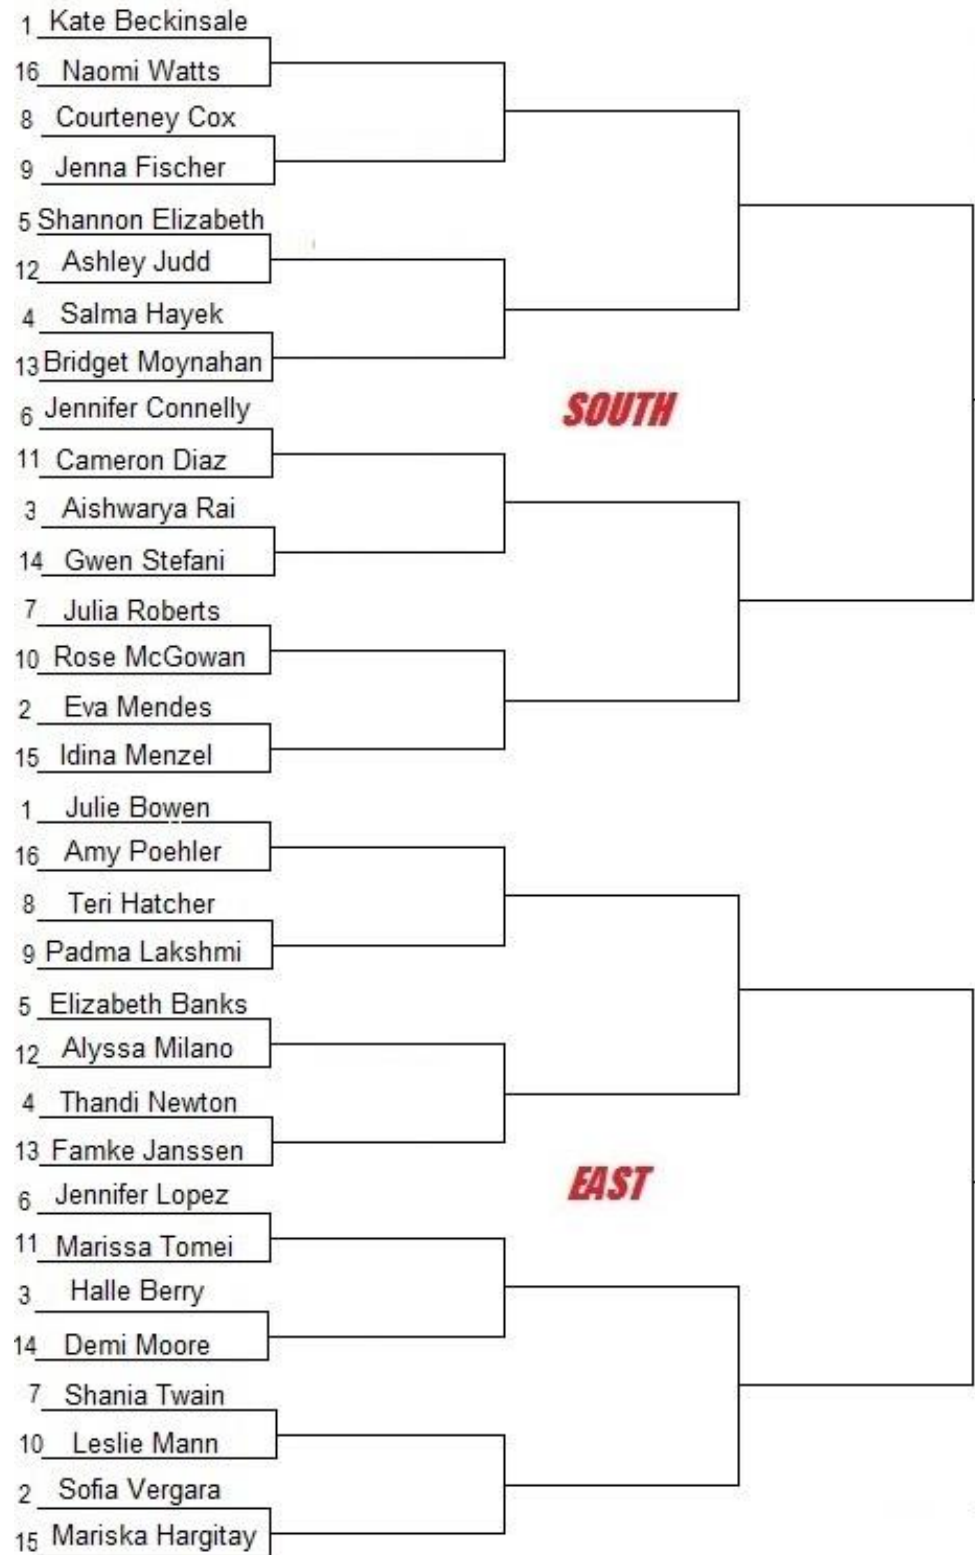 1 Kate Beckinsale
16 Naomi Watts
8 Courteney Cox
9 Jenna Fischer
5 Shannon Elizabeth
12 Ashley Judd
4 Salma Hayek
13 Bridget Moynahan
SOUTH
6 Jennifer Connelly
11 Cameron Diaz
3 Aishwarya Rai
14 Gwen Stefani
7 Julia Roberts
10 Rose McGowan
2 Eva Mendes
15 Idina Menzel
1 Julie Bowen
16 Amy Poehler
8 Teri Hatcher
9 Padma Lakshmi
5 Elizabeth Banks
12 Alyssa Milano
4 Thandi Newton
13 Famke Janssen
EAST
6 Jennifer Lopez
11 Marissa Tomei
3 Halle Berry
14 Demi Moore
7 Shania Twain
10 Leslie Mann
2 Sofia Vergara
15 Mariska Hargitay